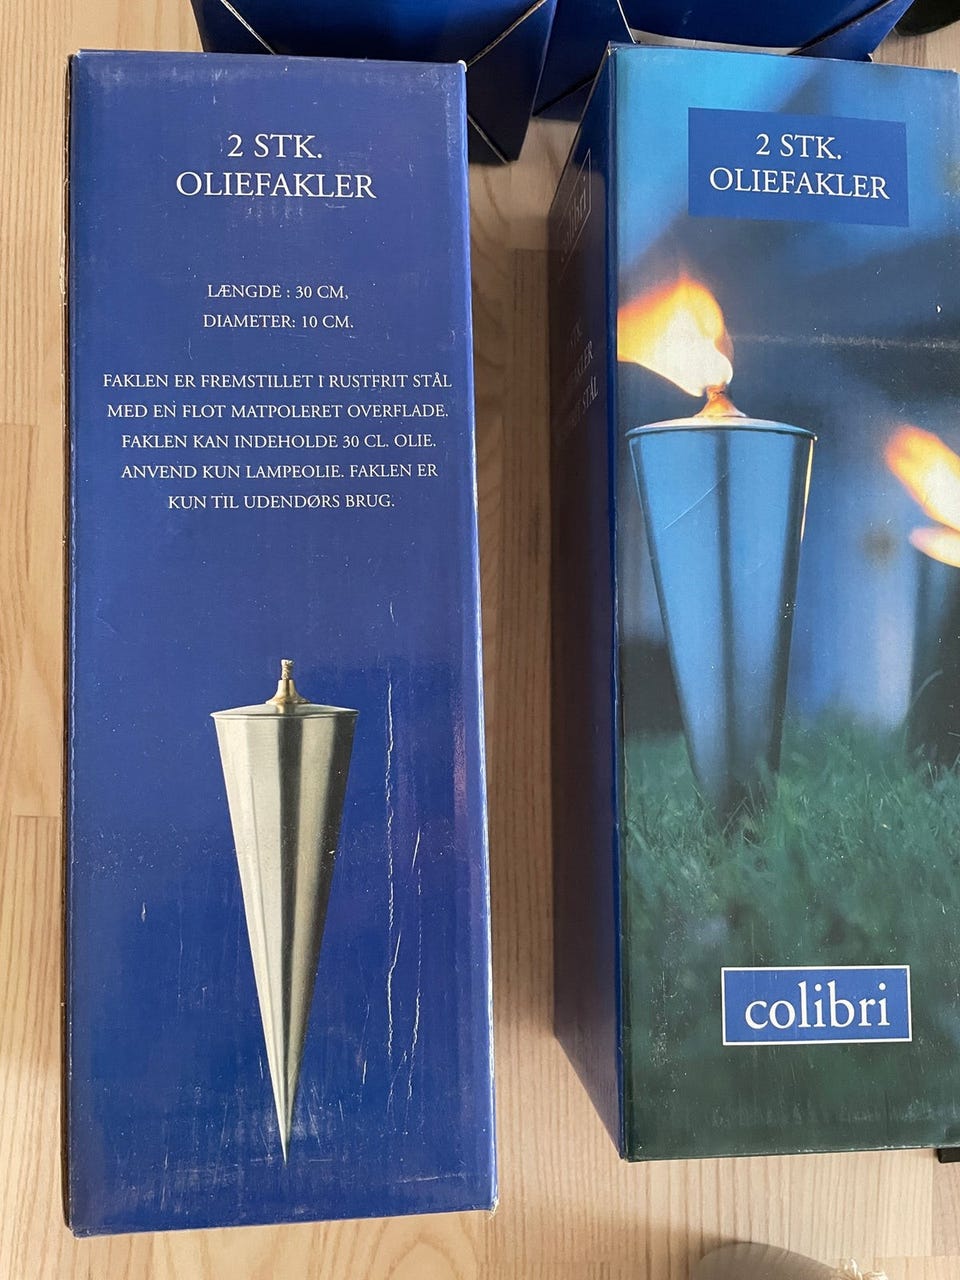 2 STK.
OLIEFAKLER
LÆNGDE : 30 CM,
DIAMETER: 10 CM.
FAKLEN ER FREMSTILLET I RUSTFRIT STÅL
MED EN FLOT MATPOLERET OVERFLADE.
FAKLEN KAN INDEHOLDE 30 CL. OLIE.
ANVEND KUN LAMPEOLIE. FAKLEN ER
KUN TIL UDENDØRS BRUG.
colibri
STÅL
2 STK.
OLIEFAKLER
colibri